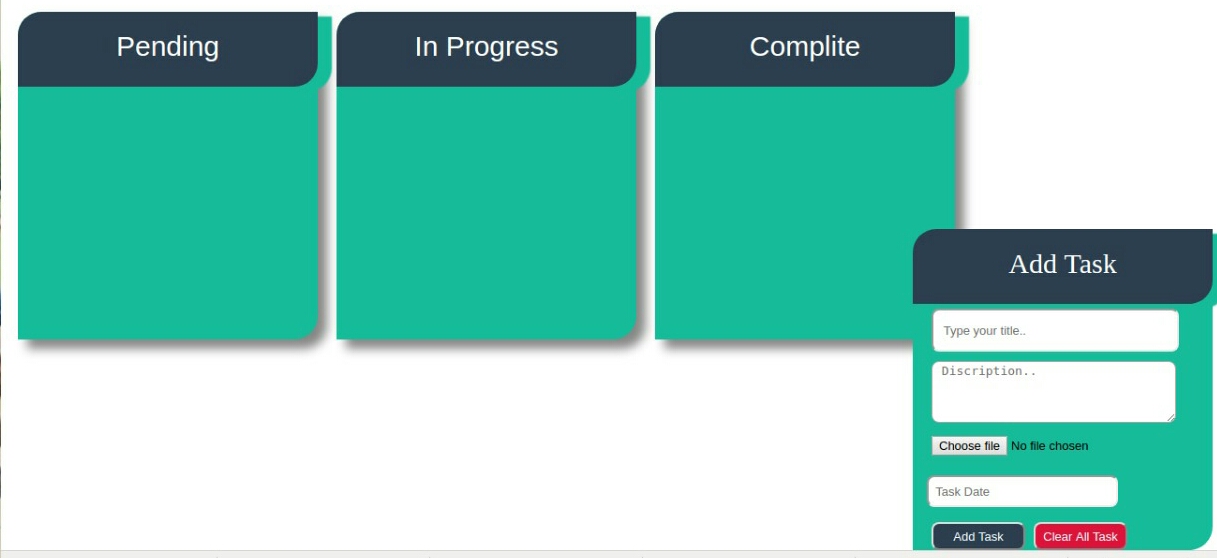 Pending
In Progress
Complite
Add Task
Type your title..
Discription..
Choose file No file chosen
Task Date
Add Task
Clear All Task